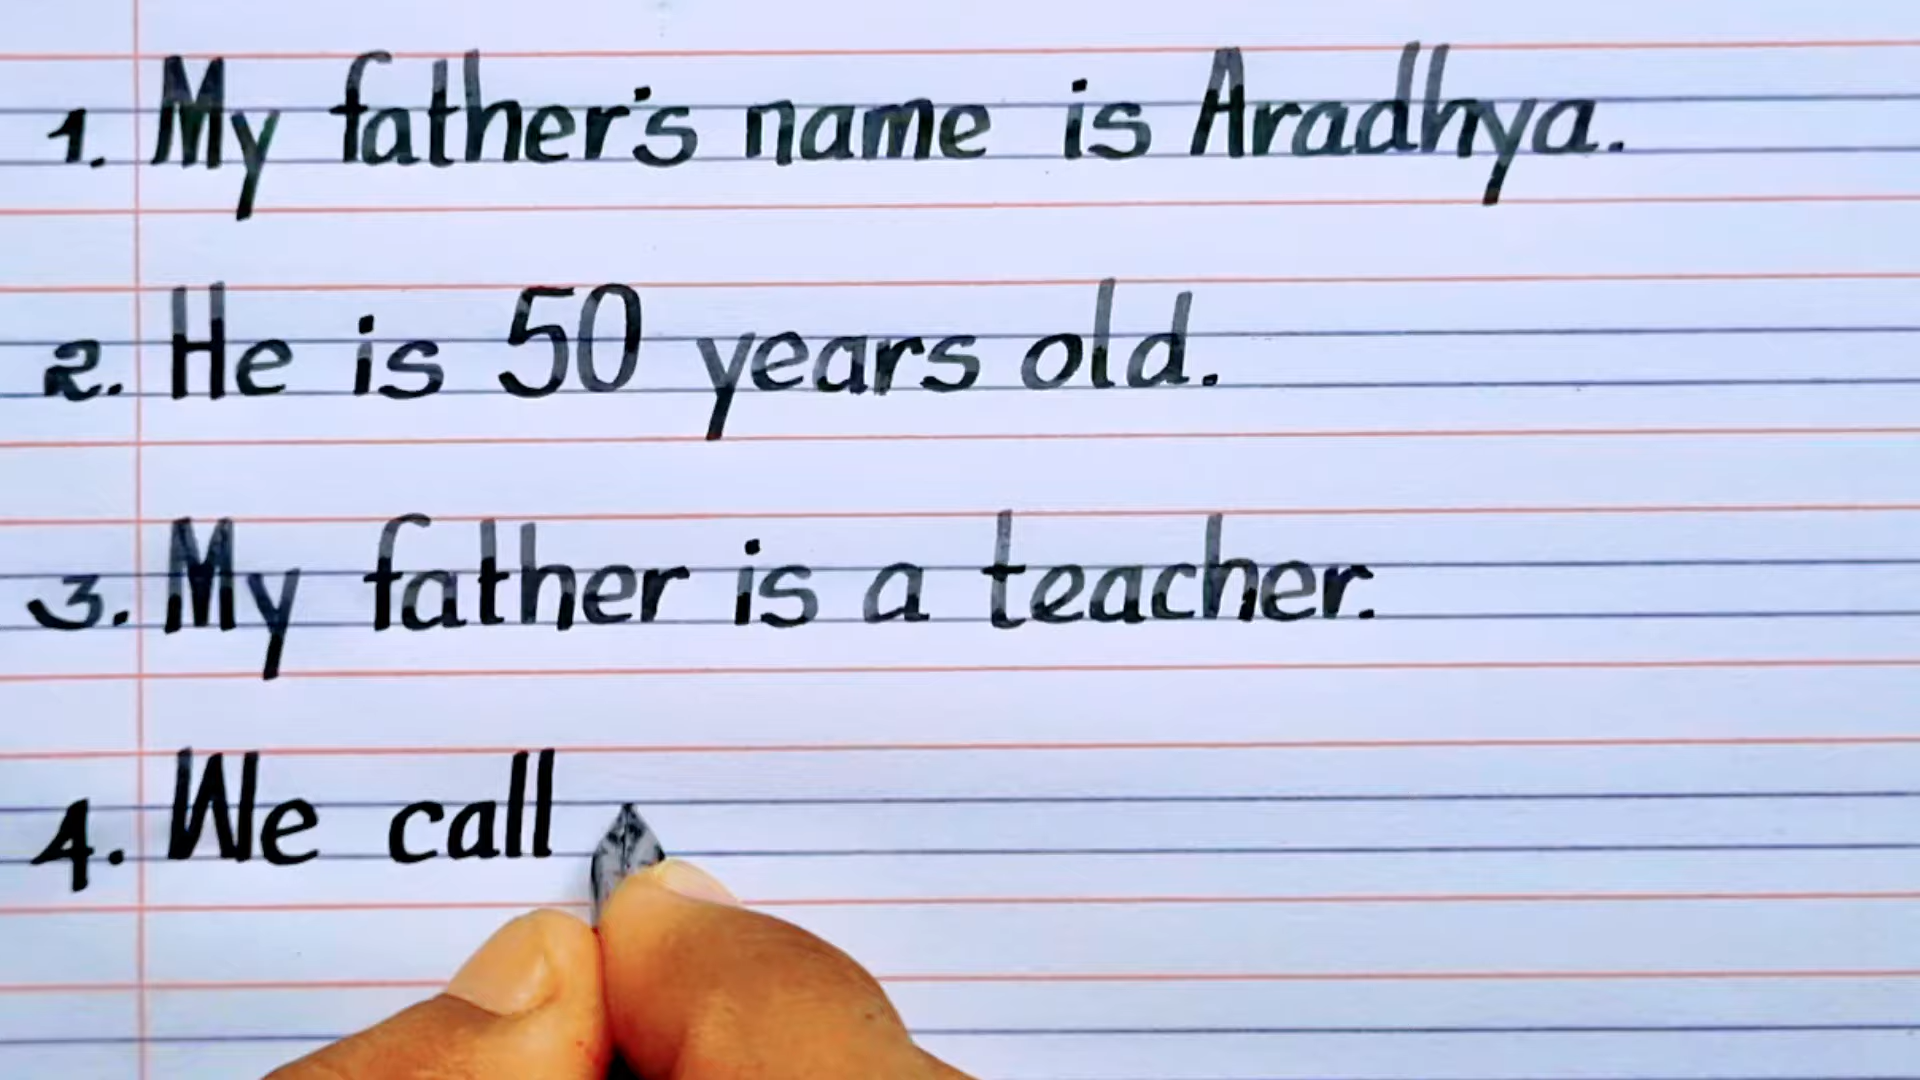 1. My father's name is Aradhya.
2. He is 50 years old.
3. My father is a teacher.
4. We call